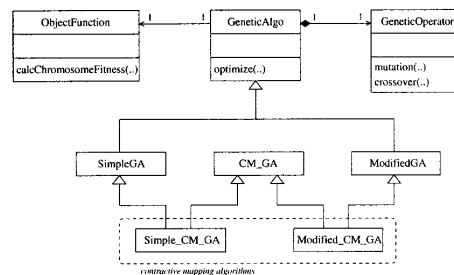 ObjectFunction
1
1
GeneticAlgo
1
1
GeneticOperator
calcChromosomeFitness(..)
optimize(..)
mutation(..)
crossover(..)
SimpleGA
CM_GA
ModifiedGA
Simple_CM_GA
Modified_CM_GA
contractive mapping algorithms